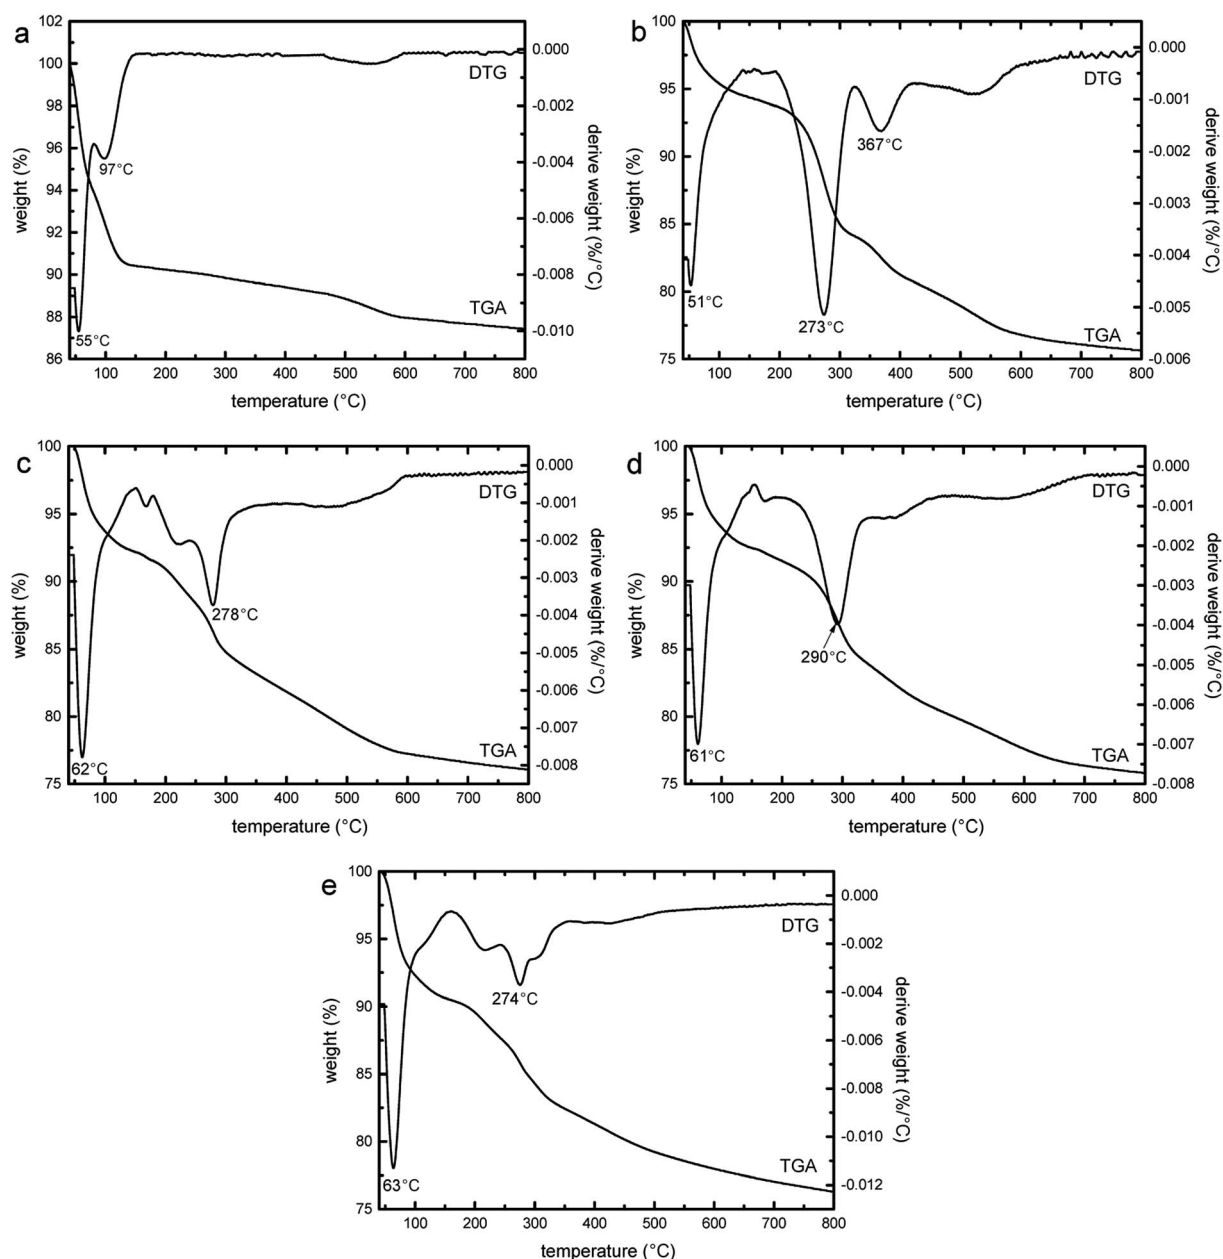 a
102
100
98
96
94
92
90
88
86
weight (%)
DTG
97°C
55°C
TGA
0.000
-0.002
-0.004
-0.006
-0.008
-0.010
derive weight (%/°C)
100 200 300 400 500 600 700 800
temperature (°C)
b
100
95
90
85
80
75
weight (%)
DTG
367°C
51°C
273°C
TGA
0.000
-0.001
-0.002
-0.003
-0.004
-0.005
-0.006
derive weight (%/°C)
100 200 300 400 500 600 700 800
temperature (°C)
c
100
95
90
85
80
75
weight (%)
DTG
278°C
62°C
TGA
0.000
-0.001
-0.002
-0.003
-0.004
-0.005
-0.006
-0.007
-0.008
derive weight (%/°C)
100 200 300 400 500 600 700 800
temperature (°C)
d
100
95
90
85
80
75
weight (%)
DTG
290°C
61°C
TGA
0.000
-0.001
-0.002
-0.003
-0.004
-0.005
-0.006
-0.007
-0.008
derive weight (%/°C)
100 200 300 400 500 600 700 800
temperature (°C)
e
100
95
90
85
80
75
weight (%)
DTG
274°C
63°C
TGA
0.000
-0.002
-0.004
-0.006
-0.008
-0.010
-0.012
derive weight (%/°C)
100 200 300 400 500 600 700 800
temperature (°C)